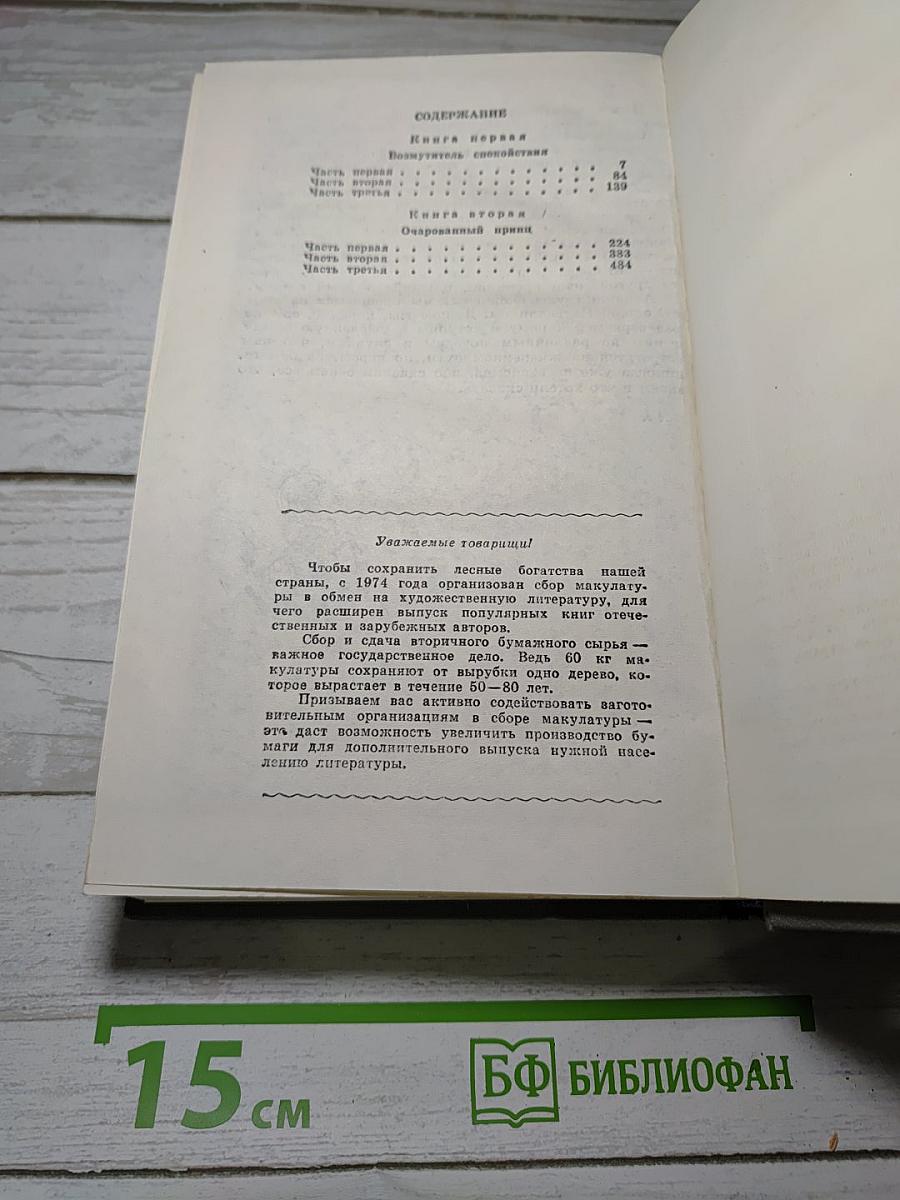 СОДЕРЖАНИЕ
Книга первая
Возмутитель спокойствия
Часть первая . . . . . . . . . . . . . 7
Часть вторая . . . . . . . . . . . . . 84
Часть третья . . . . . . . . . . . . . 139
Книга вторая
Очарованный принц
Часть первая . . . . . . . . . . . . . 224
Часть вторая . . . . . . . . . . . . . 383
Часть третья . . . . . . . . . . . . . 484
Уважаемые товарищи!
Чтобы сохранить лесные богатства нашей
страны, с 1974 года организован сбор макулату-
ры в обмен на художественную литературу, для
чего расширен выпуск популярных книг отече-
ственных и зарубежных авторов.
Сбор и сдача вторичного бумажного сырья —
важное государственное дело. Ведь 60 кг ма-
кулатуры сохраняют от вырубки одно дерево, ко-
торое вырастает в течение 50—80 лет.
Призываем вас активно содействовать загото-
вительным организациям в сборе макулатуры —
это даст возможность увеличить производство бу-
маги для дополнительного выпуска нужной насе-
лению литературы.
15 см
БФ БИБЛИОФАН